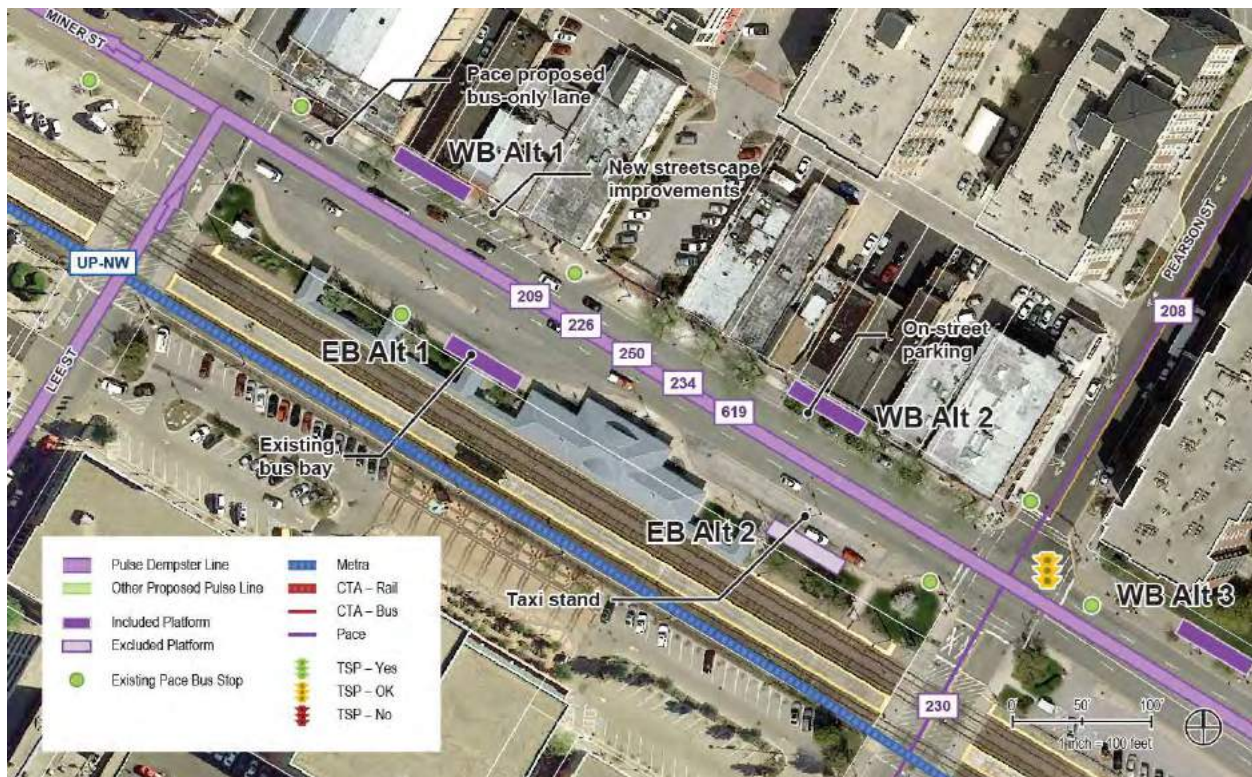 MINER ST
Pace proposed
bus-only lane
WB Alt 1
New streetscape
improvements
PEARSON ST
UP-NW
LEE ST
209
226
250
234
619
208
EB Alt 1
On-street
parking
WB Alt 2
Existing
bus bay
EB Alt 2
Taxi stand
WB Alt 3
230
Pulse Dempster Line
Other Proposed Pulse Line
Included Platform
Excluded Platform
Existing Pace Bus Stop
Metra
CTA – Rail
CTA – Bus
Pace
TSP – Yes
TSP – OK
TSP – No
0' 50' 100'
1 inch = 100 feet